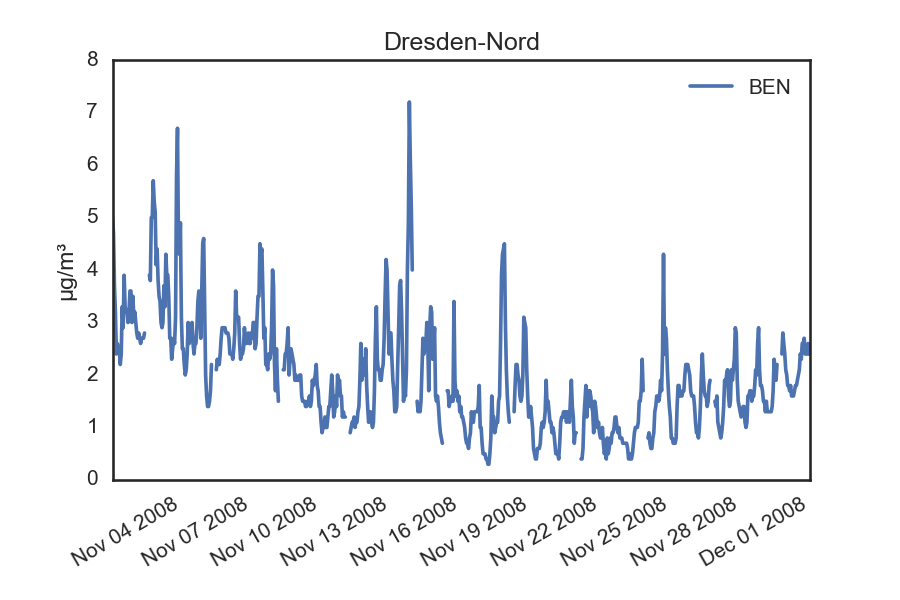 Dresden-Nord
BEN
µg/m³
8
7
6
5
4
3
2
1
0
Nov 04 2008
Nov 07 2008
Nov 10 2008
Nov 13 2008
Nov 16 2008
Nov 19 2008
Nov 22 2008
Nov 25 2008
Nov 28 2008
Dec 01 2008